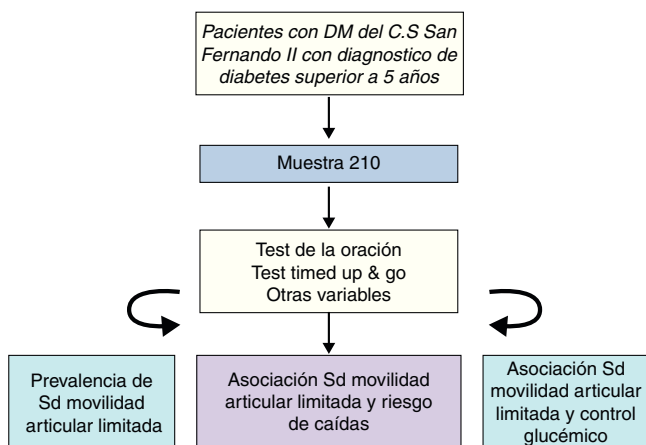 Pacientes con DM del C.S San
Fernando II con diagnostico de
diabetes superior a 5 años
Muestra 210
Test de la oración
Test timed up & go
Otras variables
Prevalencia de
Sd movilidad
articular limitada
Asociación Sd movilidad
articular limitada y riesgo
de caídas
Asociación Sd
movilidad articular
limitada y control
glucémico